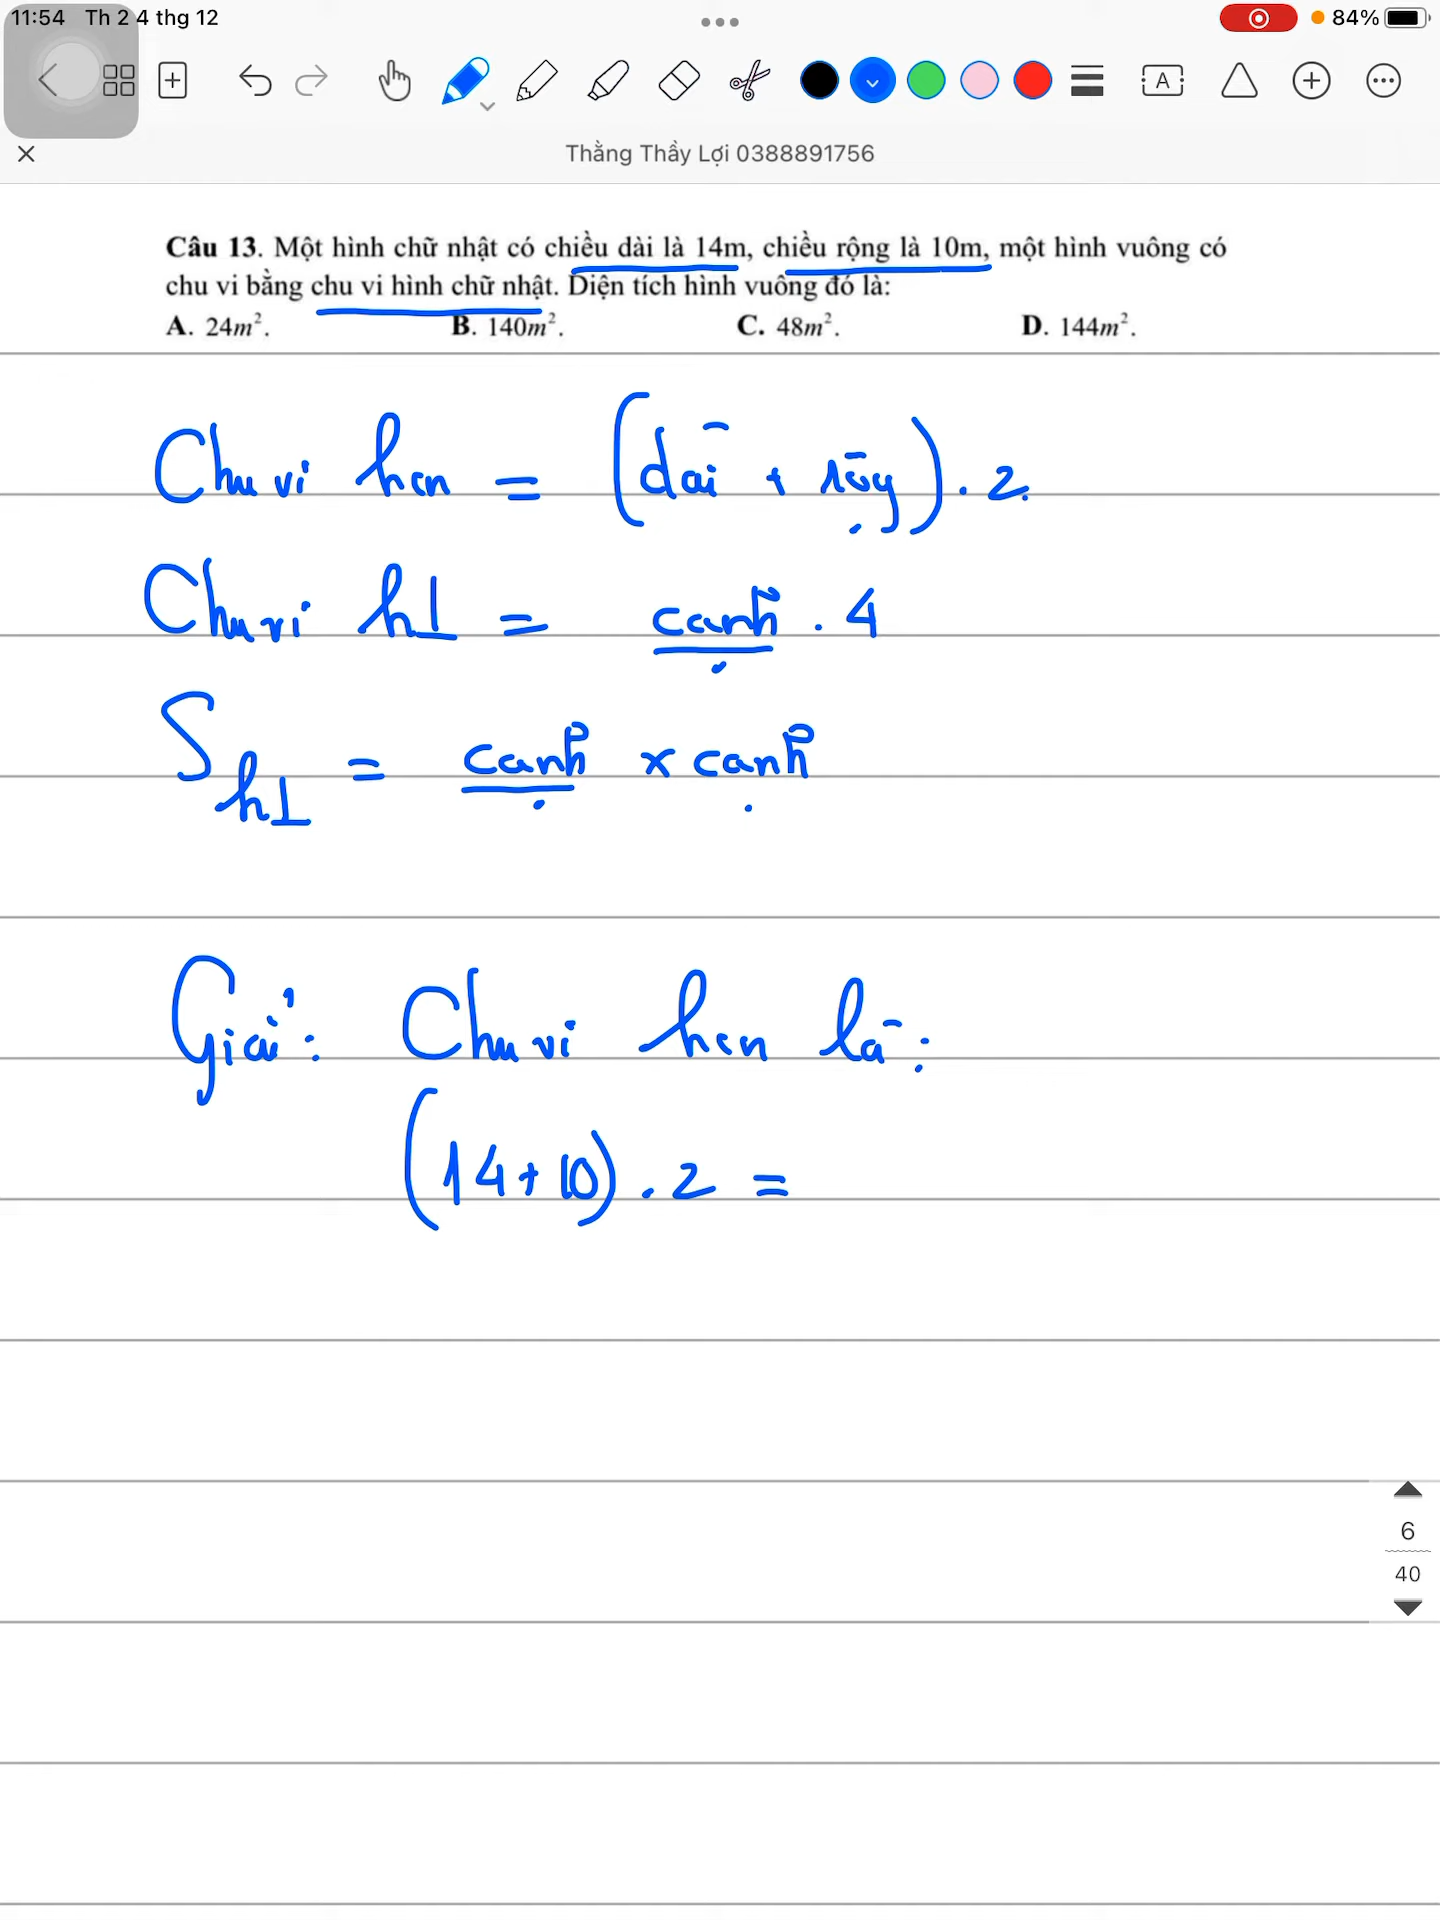 11:54 Th 2 4 thg 12 84%
A
Thằng Thầy Lợi 0388891756
Câu 13. Một hình chữ nhật có chiều dài là 14m, chiều rộng là 10m, một hình vuông có
chu vi bằng chu vi hình chữ nhật. Diện tích hình vuông đó là:
A. 24m². B. 140m². C. 48m². D. 144m².
Chu vi hcn = (dài + rộng) . 2
Chu vi h⊥ = cạnh . 4
S h⊥ = cạnh x cạnh
Giải: Chu vi hcn là:
(14+10) . 2 =
6
40